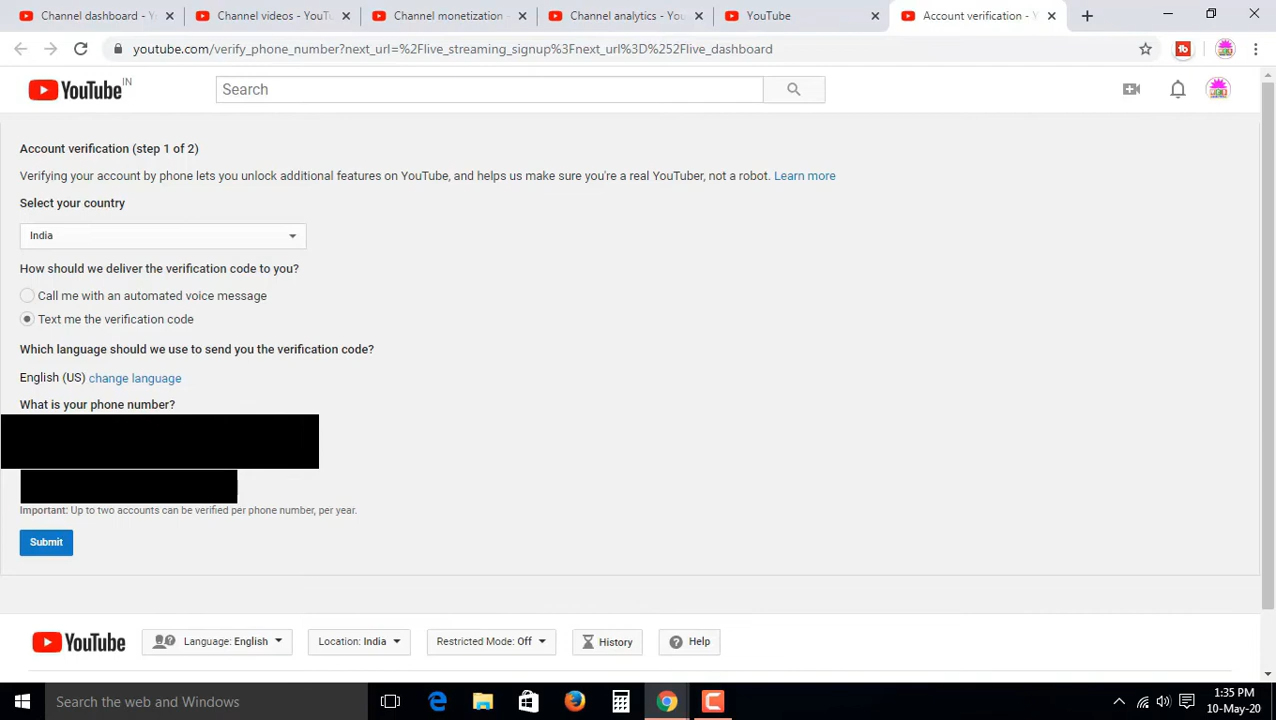 Channel dashboard - Y
Channel videos - YouTu
Channel monetization -
Channel analytics - You
YouTube
Account verification - Y
youtube.com/verify_phone_number?next_url=%2Flive_streaming_signup%3Fnext_url%3D%252Flive_dashboard
YouTube IN
Search
Account verification (step 1 of 2)
Verifying your account by phone lets you unlock additional features on YouTube, and helps us make sure you're a real YouTuber, not a robot. Learn more
Select your country
India
How should we deliver the verification code to you?
Call me with an automated voice message
Text me the verification code
Which language should we use to send you the verification code?
English (US) change language
What is your phone number?
Important: Up to two accounts can be verified per phone number, per year.
Submit
YouTube
Language: English
Location: India
Restricted Mode: Off
History
Help
Search the web and Windows
1:35 PM
10-May-20